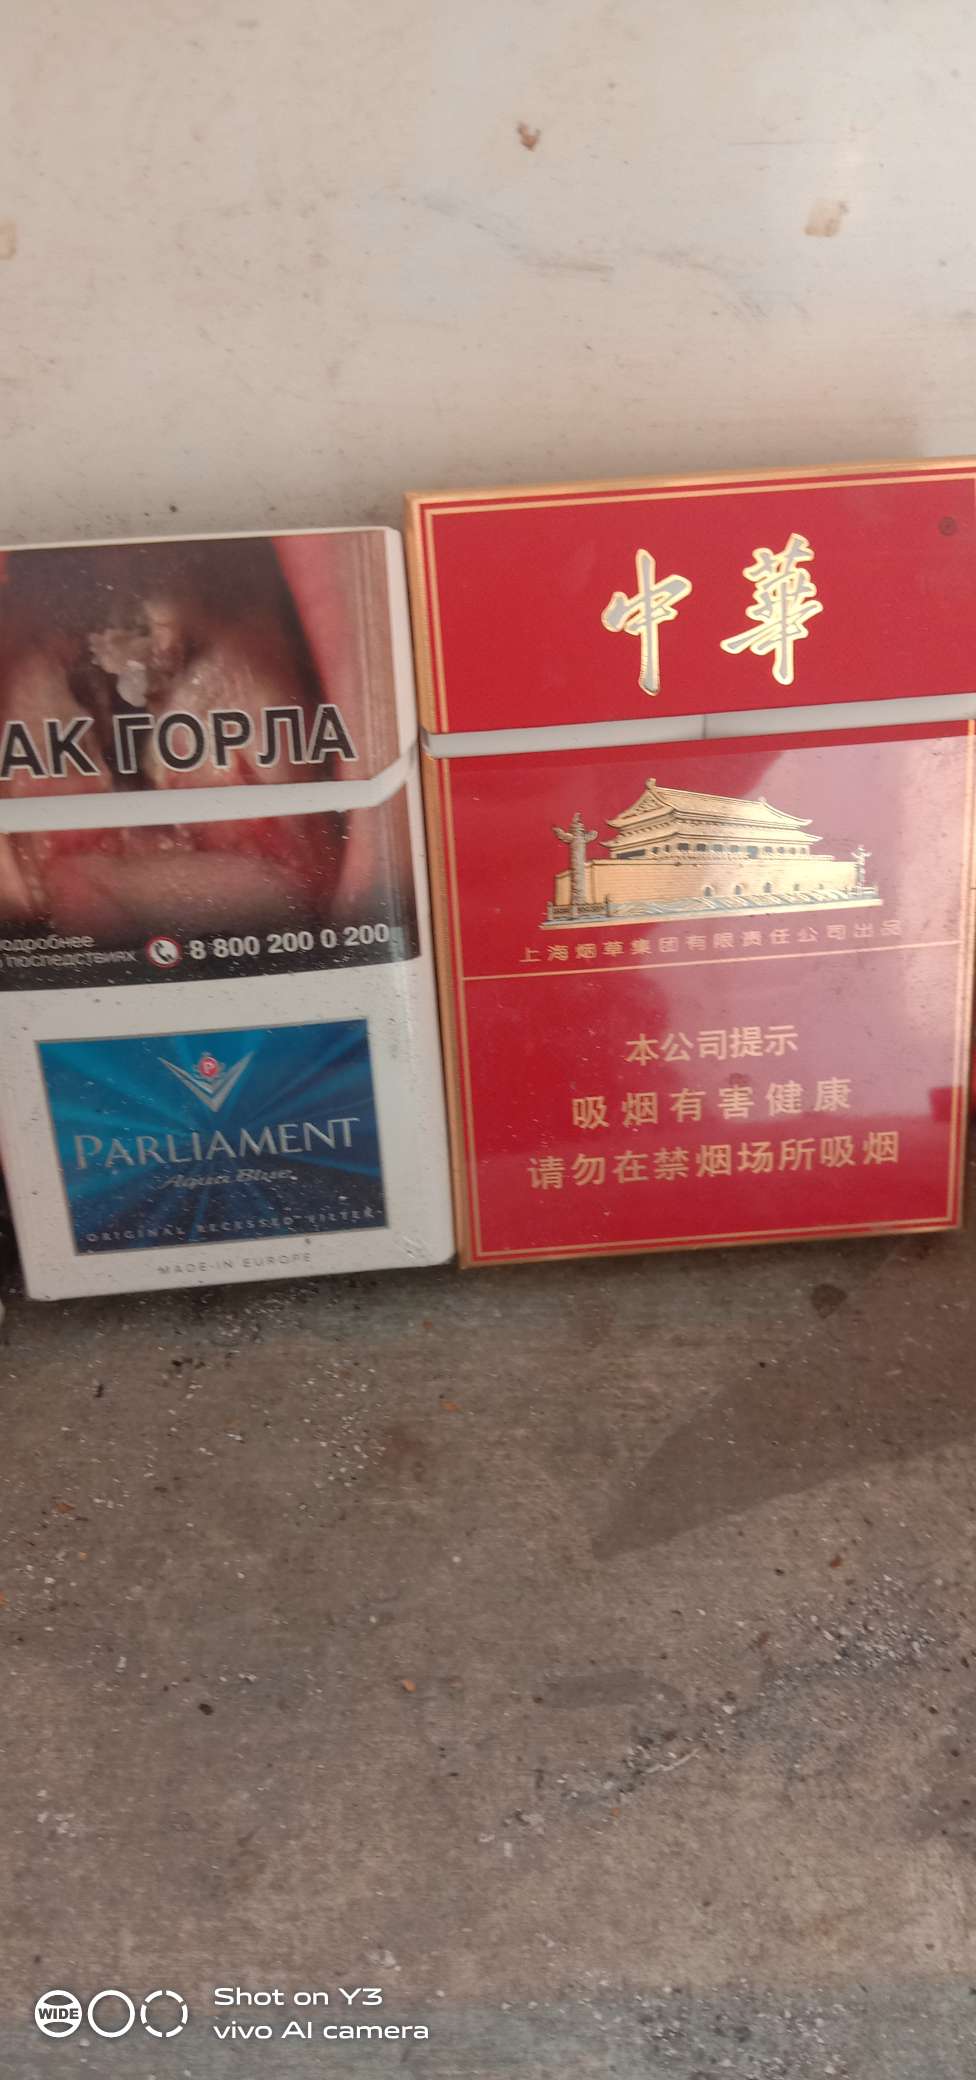 АК ГОРЛА
подробнее
о последствиях
8 800 200 0 200
P
PARLIAMENT
Aqua Blue
ORIGINAL RECESSED FILTER
MADE IN EUROPE
®
中華
上海烟草集团有限责任公司出品
本公司提示
吸烟有害健康
请勿在禁烟场所吸烟
WIDE
Shot on Y3
vivo AI camera